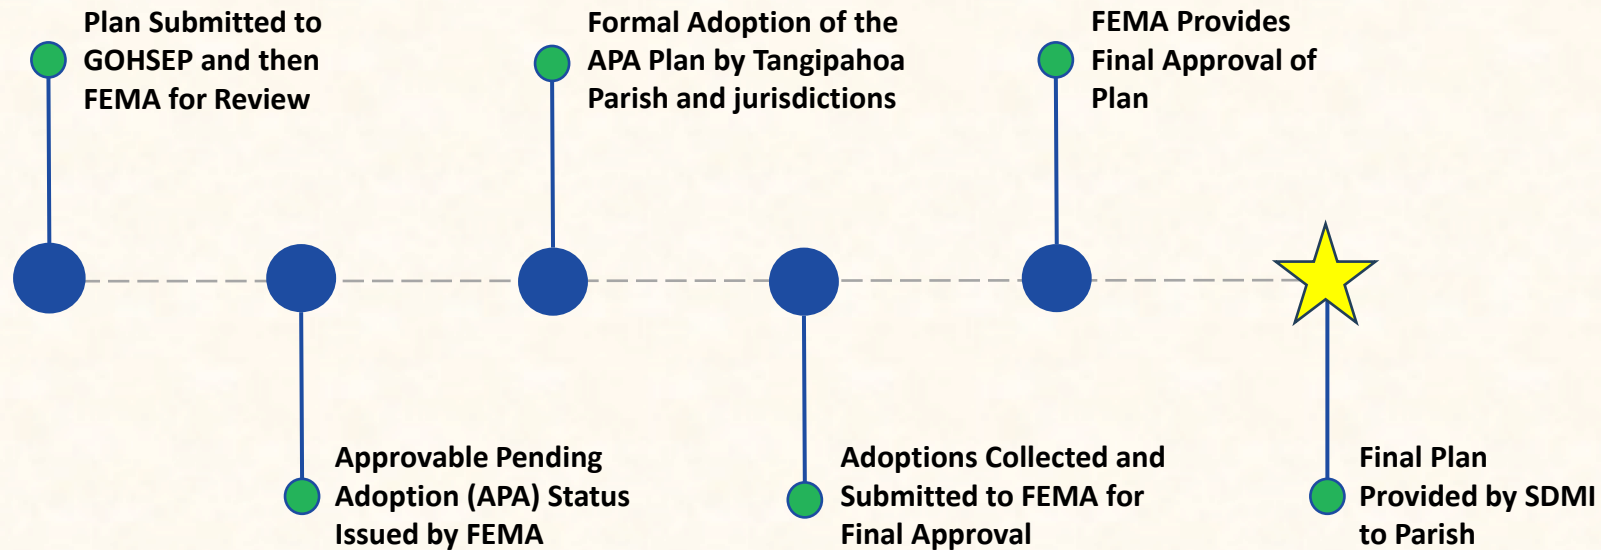 Plan Submitted to
GOHSEP and then
FEMA for Review
Approvable Pending
Adoption (APA) Status
Issued by FEMA
Formal Adoption of the
APA Plan by Tangipahoa
Parish and jurisdictions
Adoptions Collected and
Submitted to FEMA for
Final Approval
FEMA Provides
Final Approval of
Plan
Final Plan
Provided by SDMI
to Parish